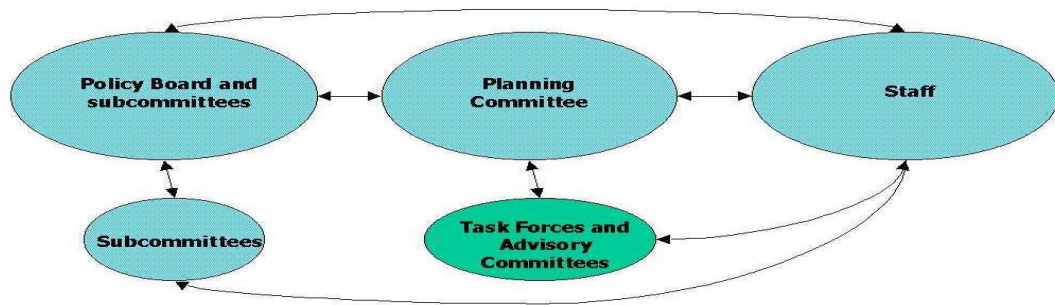 Policy Board and
subcommittees
Planning
Committee
Staff
Subcommittees
Task Forces and
Advisory
Committees